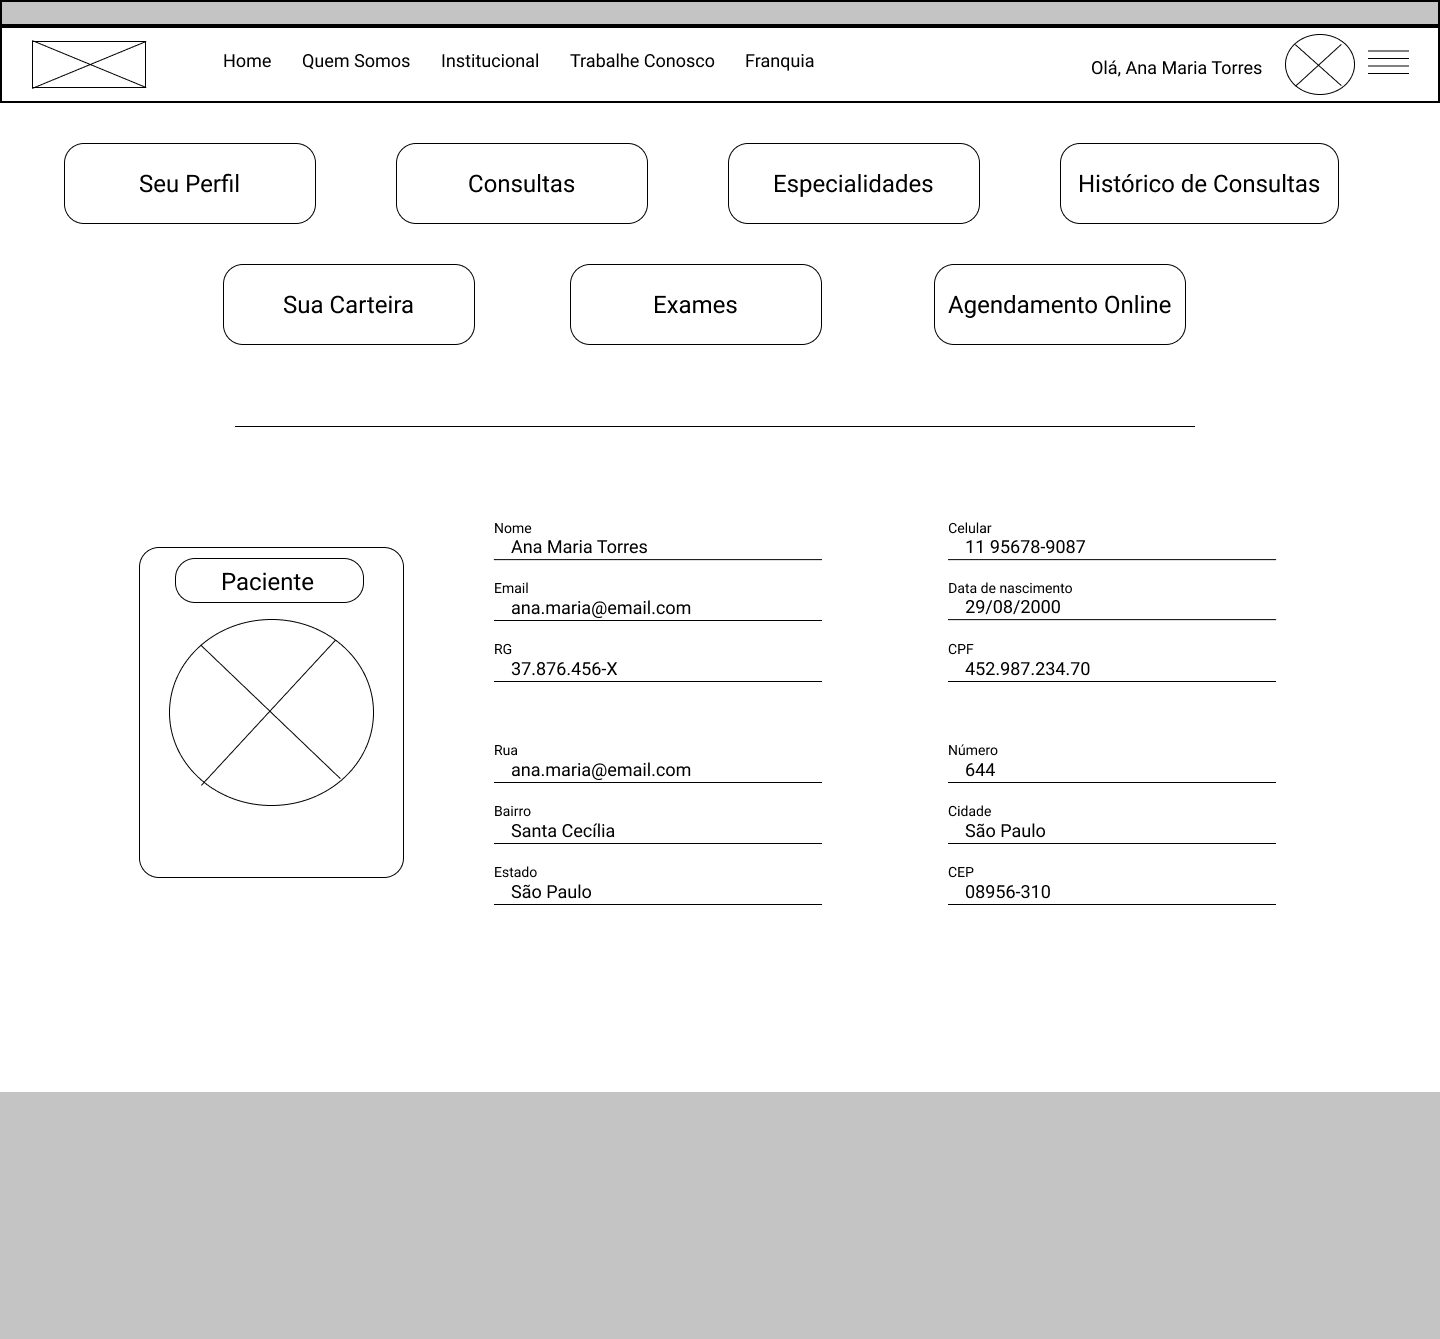 Home Quem Somos Institucional Trabalhe Conosco Franquia Olá, Ana Maria Torres
Seu Perfil Consultas Especialidades Histórico de Consultas
Sua Carteira Exames Agendamento Online
Paciente
Nome
Ana Maria Torres
Email
ana.maria@email.com
RG
37.876.456-X
Rua
ana.maria@email.com
Bairro
Santa Cecília
Estado
São Paulo
Celular
11 95678-9087
Data de nascimento
29/08/2000
CPF
452.987.234.70
Número
644
Cidade
São Paulo
CEP
08956-310